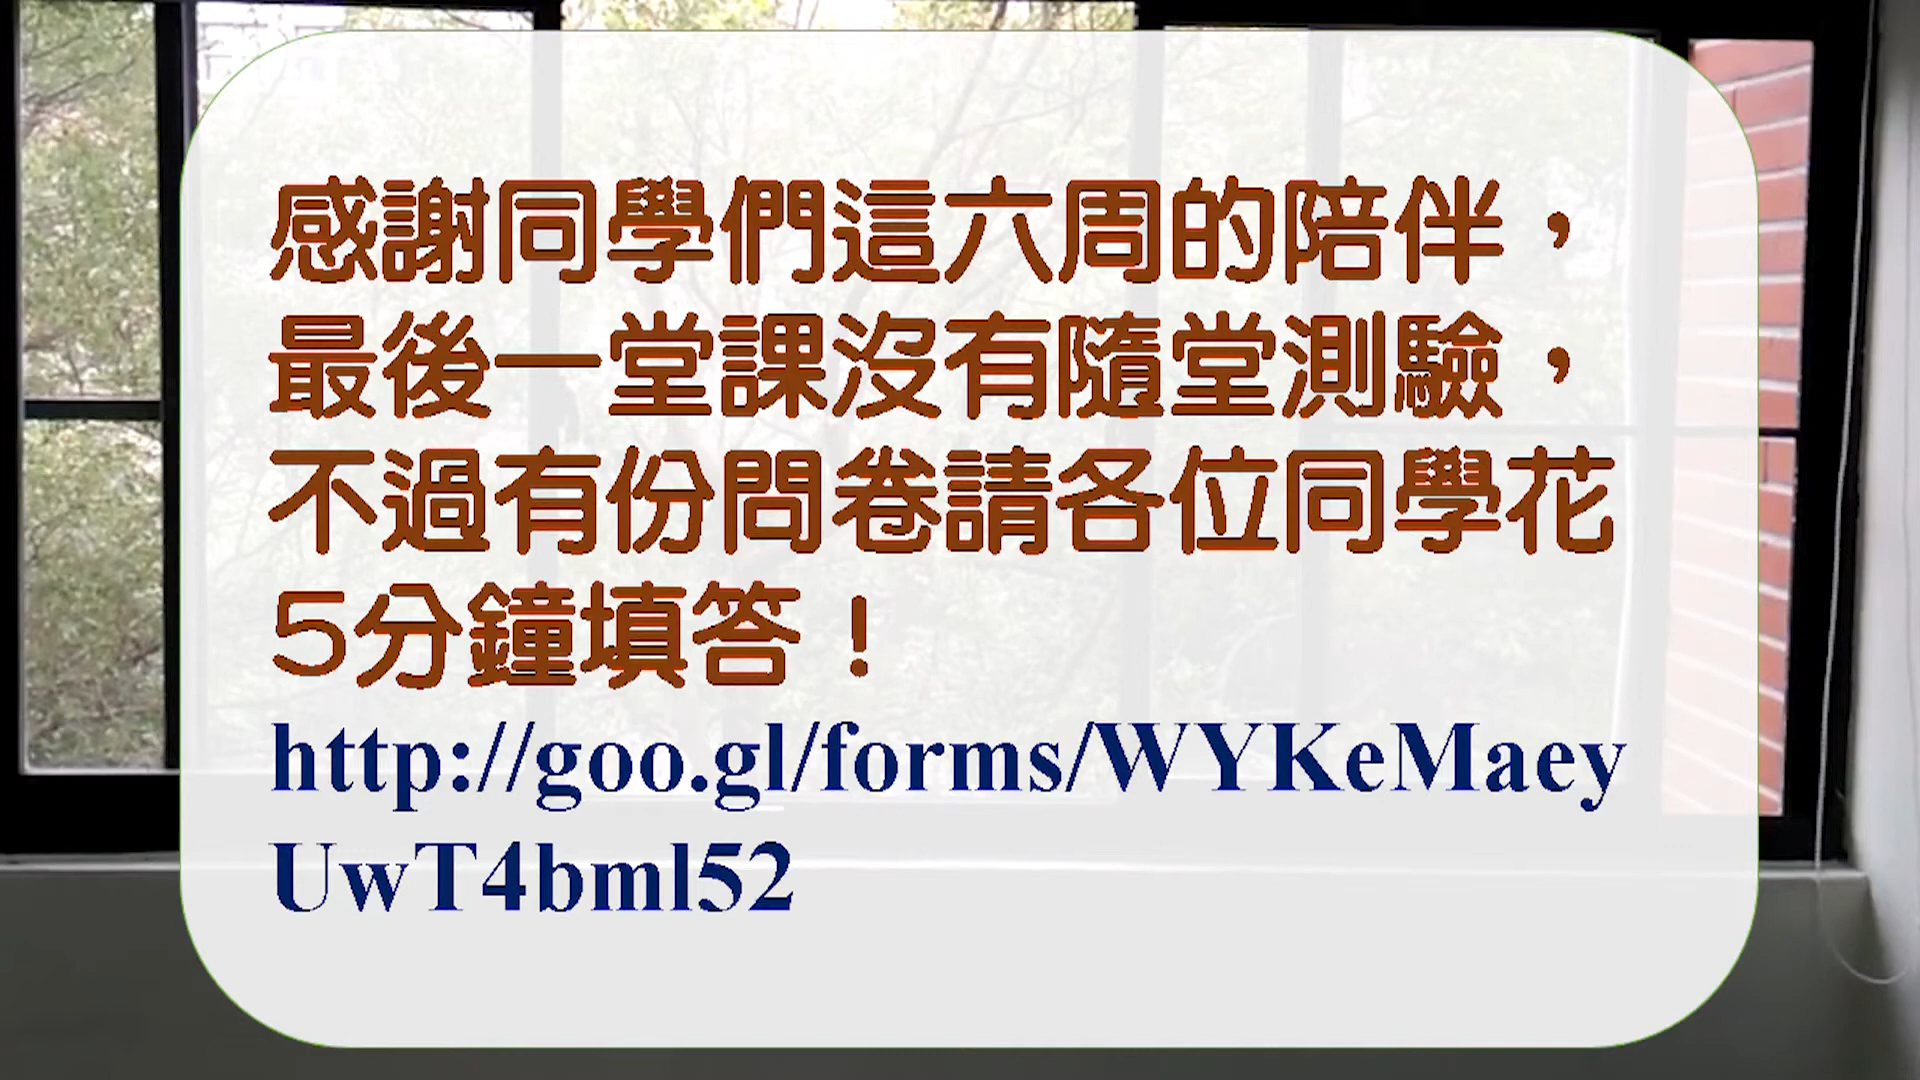 感謝同學們這六周的陪伴，
最後一堂課沒有隨堂測驗，
不過有份問卷請各位同學花
5分鐘填答！
http://goo.gl/forms/WYKeMaey
UwT4bml52